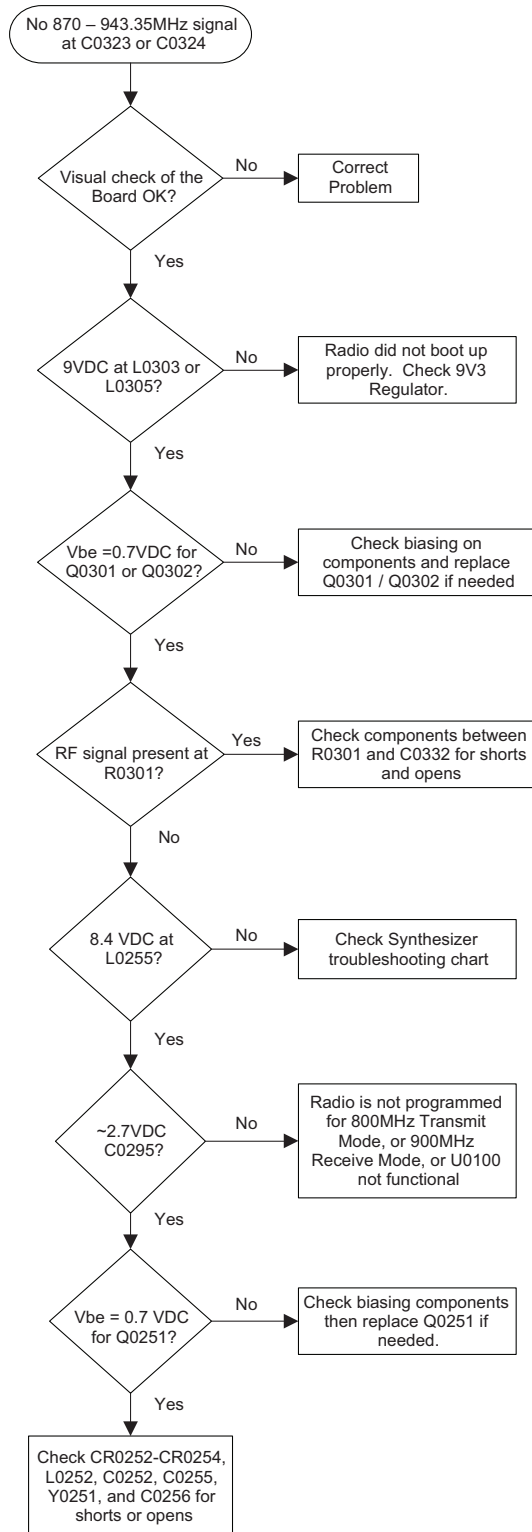 No 870 – 943.35MHz signal
at C0323 or C0324
Visual check of the
Board OK?
No
Correct
Problem
Yes
9VDC at L0303 or
L0305?
No
Radio did not boot up
properly. Check 9V3
Regulator.
Yes
Vbe =0.7VDC for
Q0301 or Q0302?
No
Check biasing on
components and replace
Q0301 / Q0302 if needed
Yes
RF signal present at
R0301?
Yes
Check components between
R0301 and C0332 for shorts
and opens
No
8.4 VDC at
L0255?
No
Check Synthesizer
troubleshooting chart
Yes
~2.7VDC
C0295?
No
Radio is not programmed
for 800MHz Transmit
Mode, or 900MHz
Receive Mode, or U0100
not functional
Yes
Vbe = 0.7 VDC
for Q0251?
No
Check biasing components
then replace Q0251 if
needed.
Yes
Check CR0252-CR0254,
L0252, C0252, C0255,
Y0251, and C0256 for
shorts or opens